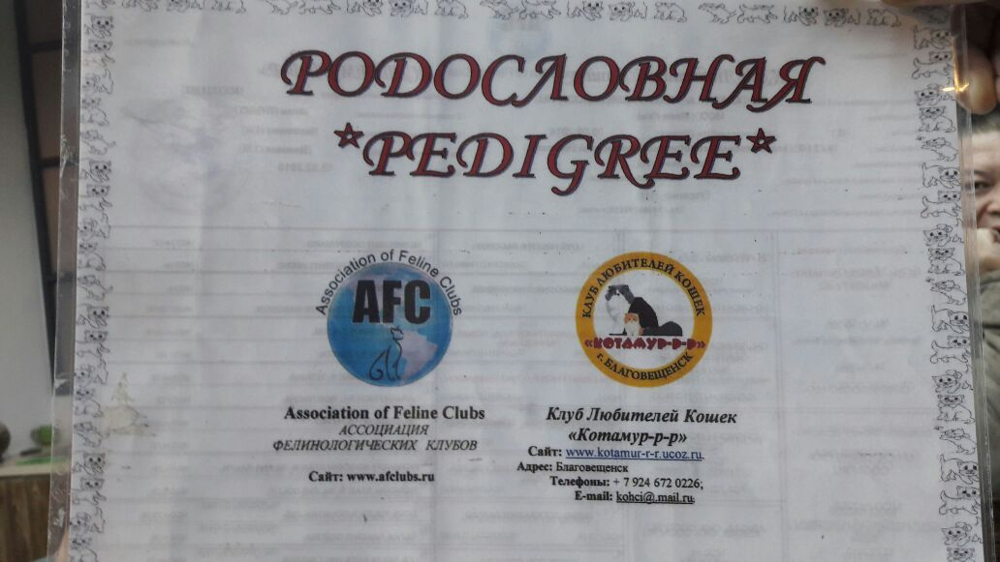 РОДОСЛОВНАЯ
*PEDIGREE*
Association of Feline Clubs
AFC
КЛУБ ЛЮБИТЕЛЕЙ КОШЕК
«КОТАМУР-Р-Р»
г. БЛАГОВЕЩЕНСК
Association of Feline Clubs
АССОЦИАЦИЯ
ФЕЛИНОЛОГИЧЕСКИХ КЛУБОВ
Сайт: www.afclubs.ru
Клуб Любителей Кошек
«Котамур-р-р»
Сайт: www.kotamur-r-r.ucoz.ru,
Адрес: Благовещенск
Телефоны: + 7 924 672 0226;
E-mail: kohci@.mail.ru,